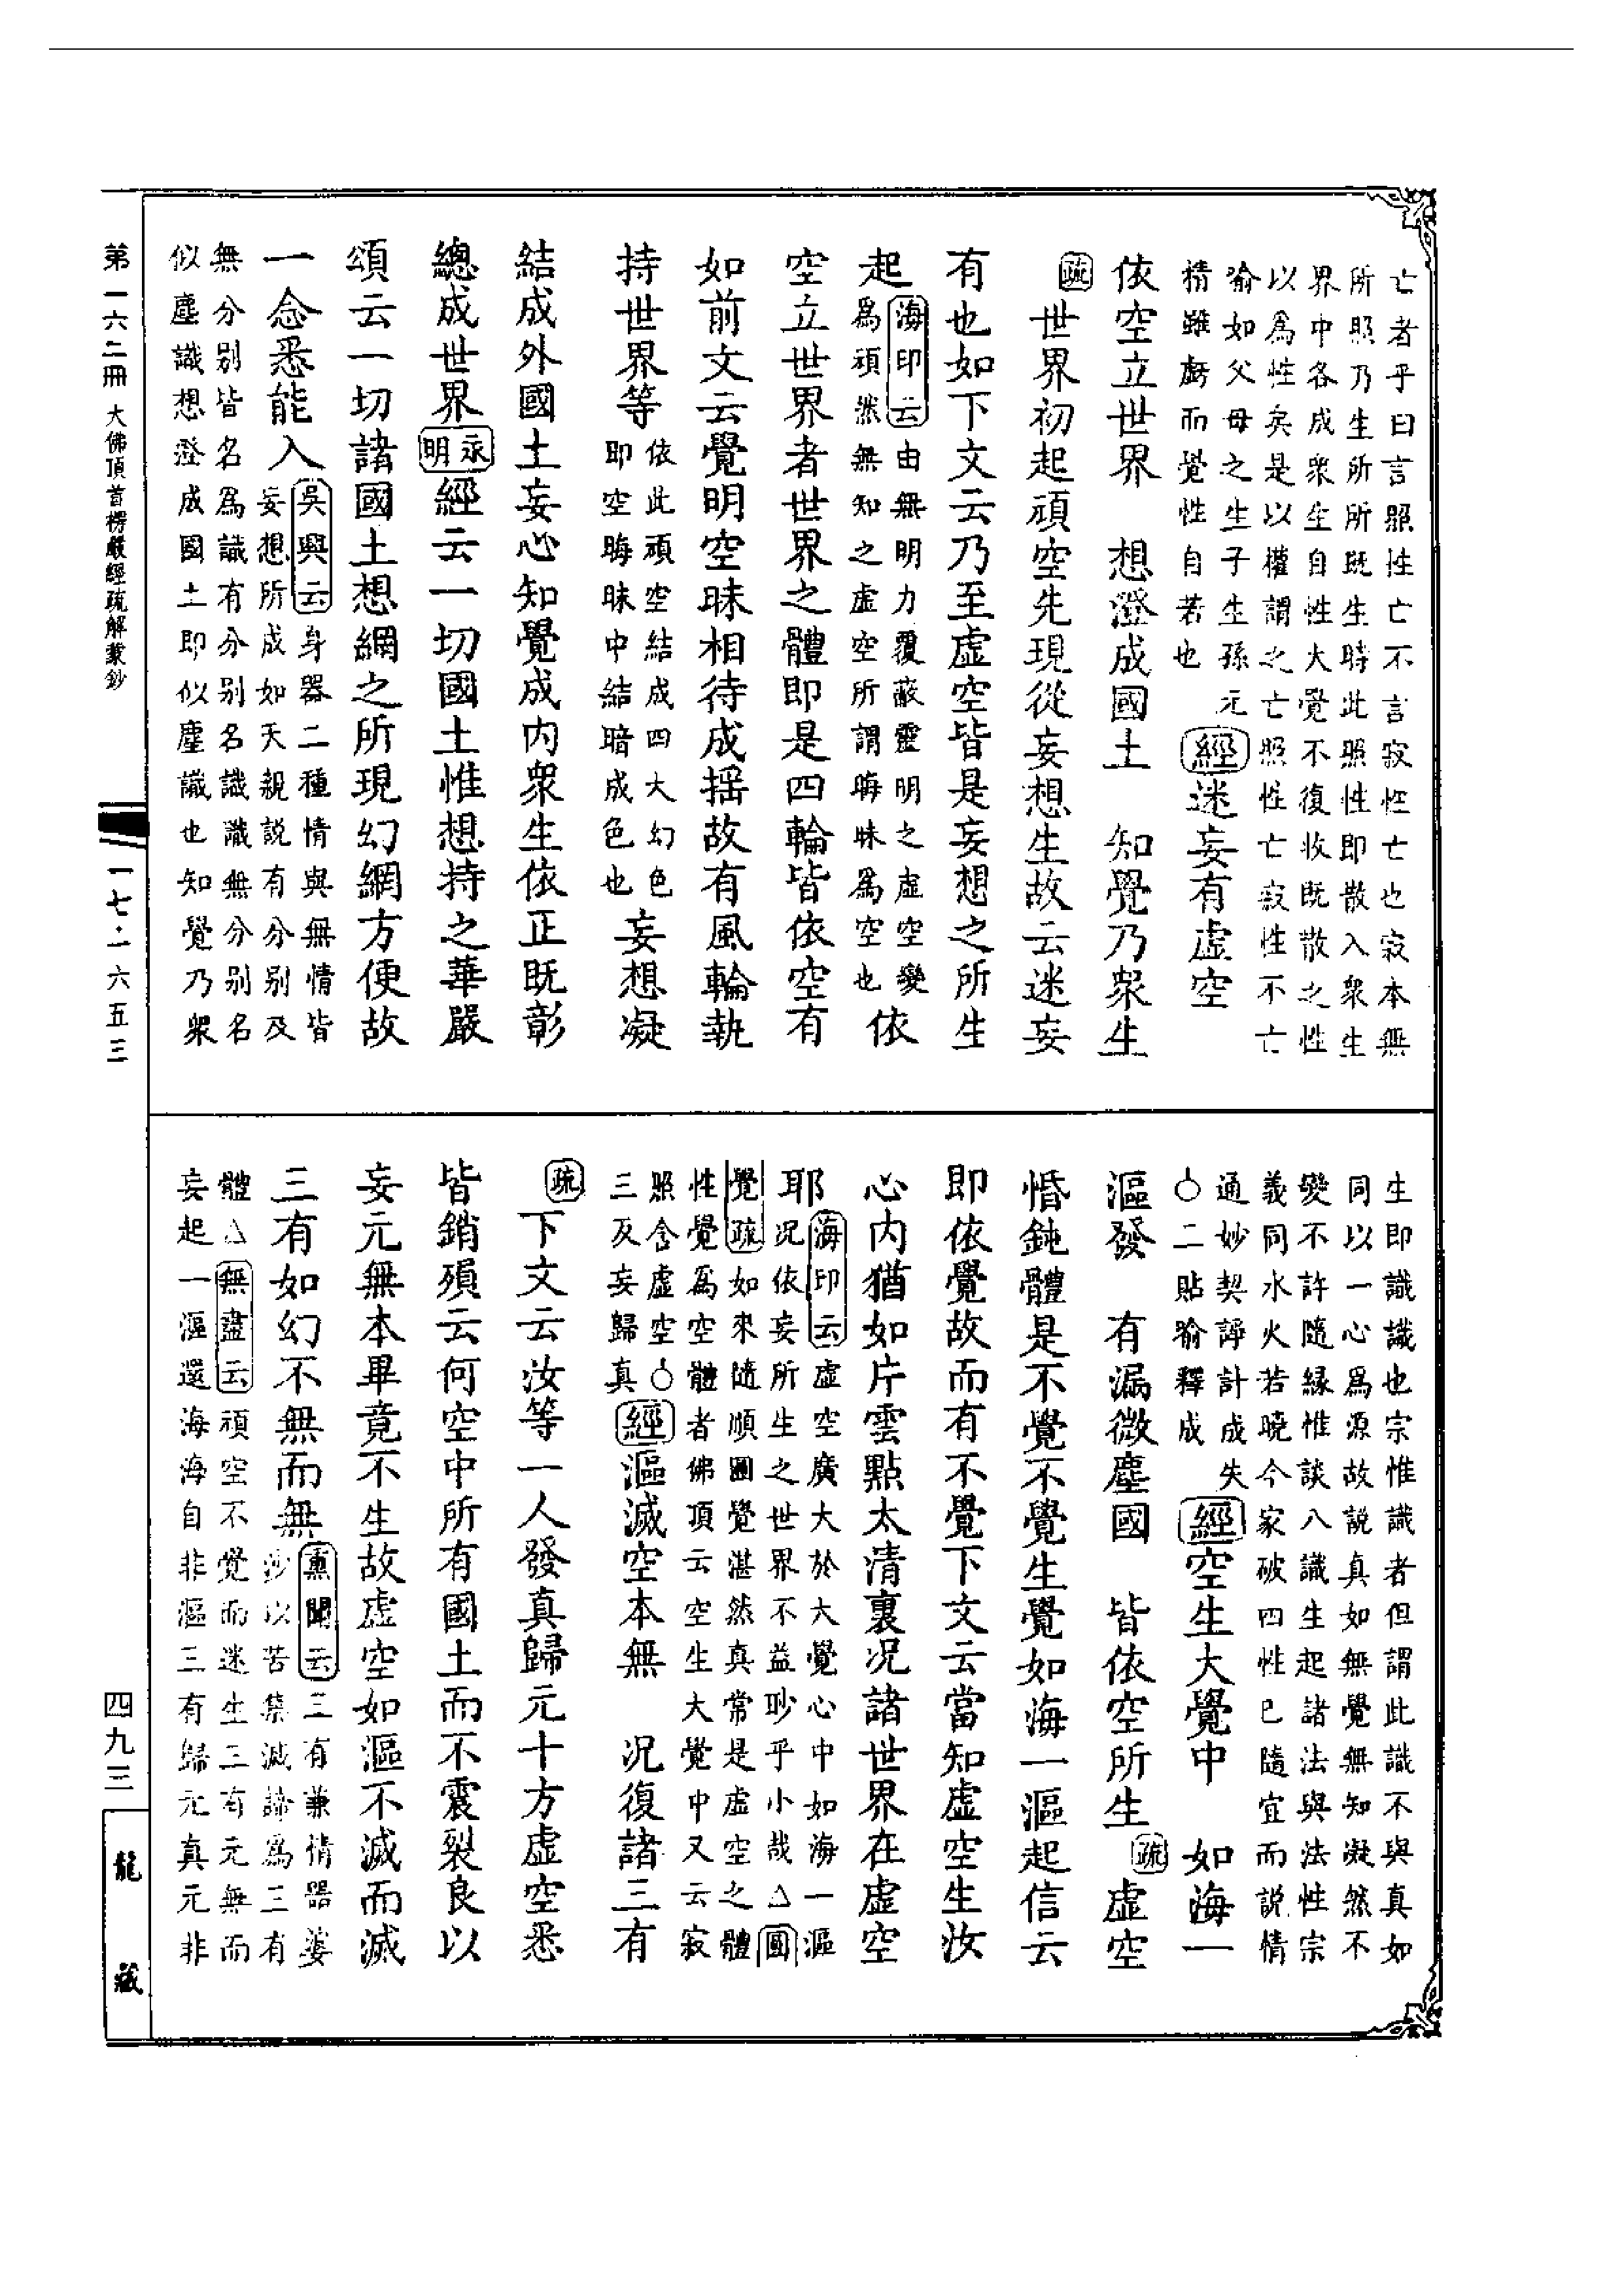 亡者乎曰言照性亡不言寂性亡也寂本無
所照乃生所所既生時此照性即散入衆生
界中各成衆生自性大覺不復收既散之性
以為性矣是以權謂之亡照性亡寂性不亡
喻如父母之生子生孫元
精雖虧而覺性自若也
經迷妄有虛空
依空立世界　想澄成國土　知覺乃衆生
疏世界初起頑空先現從妄想生故云迷妄
有也如下文云乃至虛空皆是妄想之所生
起
海印云由無明力覆蔽靈明之虛空變
為頑然無知之虛空所謂晦昧為空也
依
空立世界者世界之體即是四輪皆依空有
如前文云覺明空昧相待成搖故有風輪執
持世界等
依此頑空結成四大幻色
即空晦昧中結暗成色也
妄想凝
結成外國土妄心知覺成內衆生依正既彰
總成世界
永明
經云一切國土惟想持之華嚴
頌云一切諸國土想網之所現幻網方便故
一念悉能入
吳興云身器二種情與無情皆
妄想所成如天親說有分別及
無分別皆名為識有分別名識識無分別名
似塵識想澄成國土即似塵識也知覺乃衆
生即識識也宗惟識者但謂此識不與真如
同以一心為源故說真如無覺無知凝然不
變不許隨緣惟談八識生起諸法與法性宗
義同水火若曉今家破四性已隨宜而說情
通妙契諍計成失
○二貼喻釋成
經空生大覺中　如海一
漚發　有漏微塵國　皆依空所生疏虛空
惛鈍體是不覺不覺生覺如海一漚起信云
即依覺故而有不覺下文云當知虛空生汝
心內猶如片雲點太清裏况諸世界在虛空
耶
海印云虛空廣大於大覺心中如海一漚
况依妄所生之世界不益眇乎小哉△圓
覺疏如來隨順圓覺湛然真常是虛空之體
性覺為空體者佛頂云空生大覺中又云寂
照含虛空○
三反妄歸真
經漚滅空本無　况復諸三有
疏下文云汝等一人發真歸元十方虛空悉
皆銷殞云何空中所有國土而不震裂良以
妄元無本畢竟不生故虛空如漚不滅而滅
三有如幻不無而無
熏聞云三有兼情器婆
沙以苦集滅諦為三有
體△無盡云頑空不覺而迷生三有元無而
妄起一漚還海海自非漚三有歸元真元非
第一六二冊　大佛頂首楞嚴經疏解蒙鈔
一七·六五三
四九三
龍藏